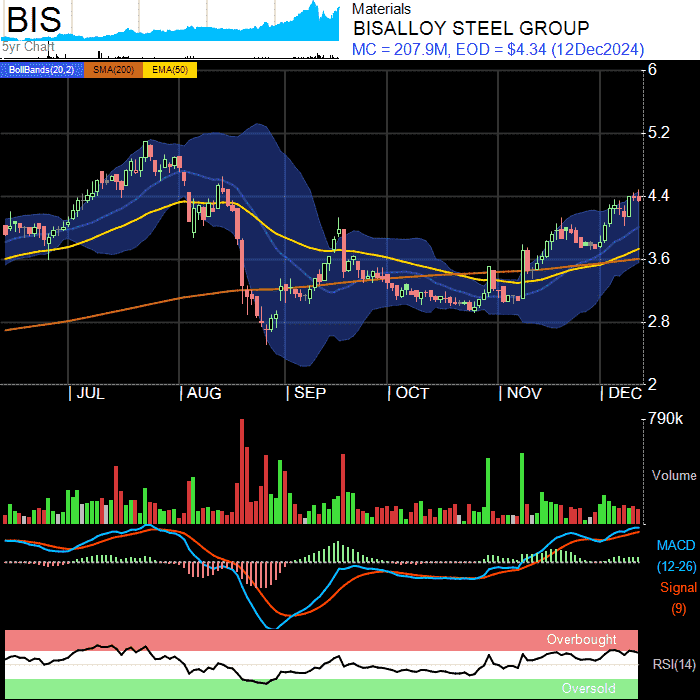 BIS
5yr Chart
Materials
BISALLOY STEEL GROUP
MC = 207.9M, EOD = $4.34 (12Dec2024)
BollBands(20,2) SMA(200) EMA(50)
6
5.2
4.4
3.6
2.8
2
JUL AUG SEP OCT NOV DEC
790k
Volume
MACD
(12-26)
Signal
(9)
Overbought
RSI(14)
Oversold